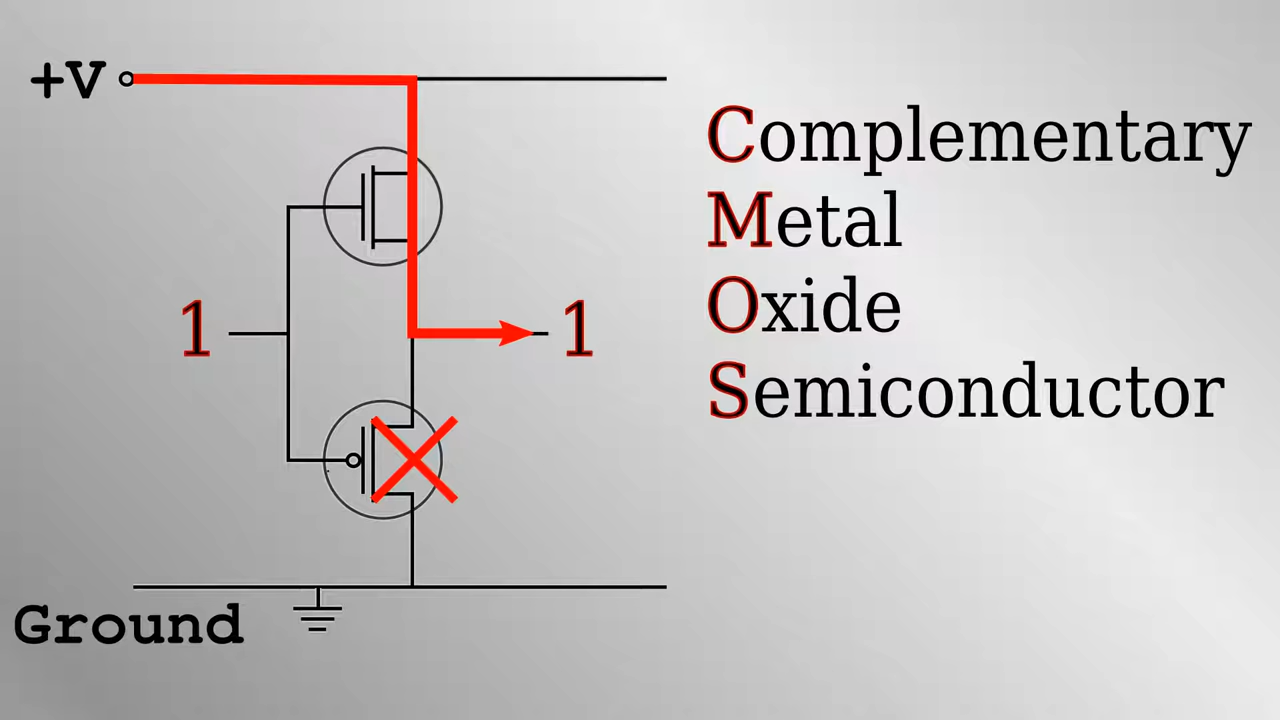 +V
1
1
Ground
Complementary
Metal
Oxide
Semiconductor